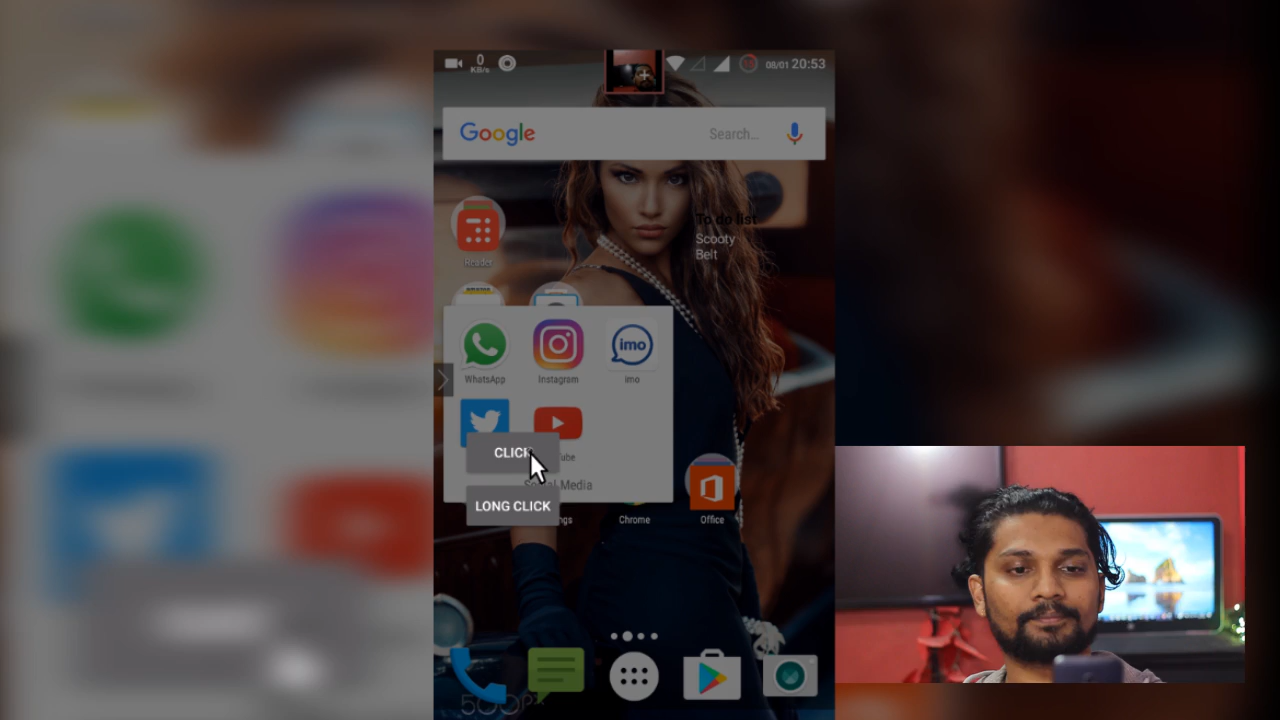 0
KB/s
08/01 20:53
Google
Search...
To do list
Scooty
Belt
Reader
WhatsApp
Instagram
imo
imo
CLICK
LONG CLICK
Social Media
Chrome
Office